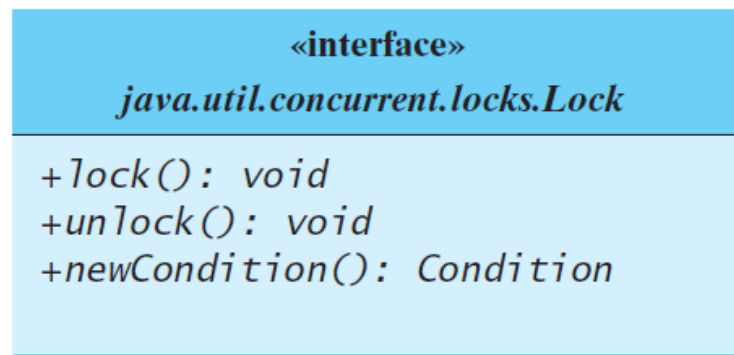 «interface»
java.util.concurrent.locks.Lock
+lock(): void
+unlock(): void
+newCondition(): Condition